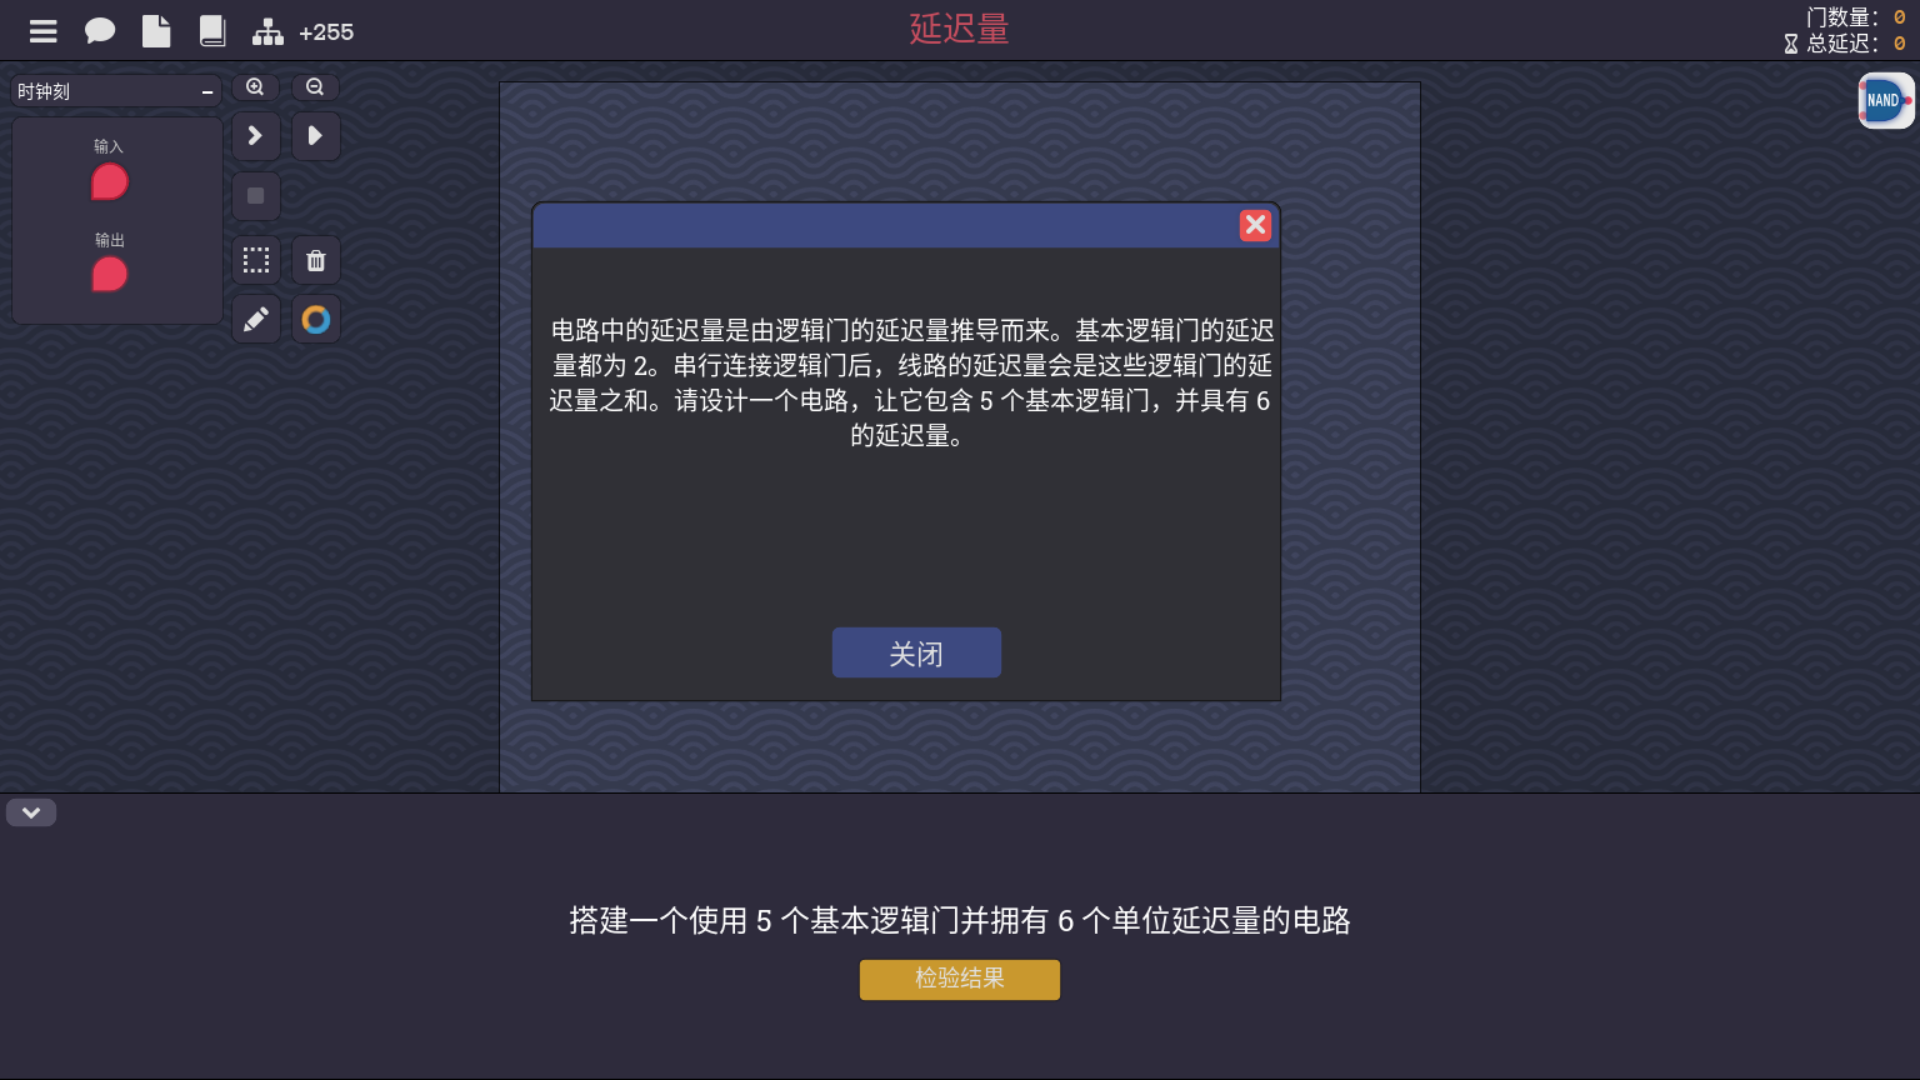 +255
延迟量
门数量： 0
总延迟： 0
时钟刻
输入
输出
NAND
电路中的延迟量是由逻辑门的延迟量推导而来。基本逻辑门的延迟
量都为 2。串行连接逻辑门后，线路的延迟量会是这些逻辑门的延
迟量之和。请设计一个电路，让它包含 5 个基本逻辑门，并具有 6
的延迟量。
关闭
搭建一个使用 5 个基本逻辑门并拥有 6 个单位延迟量的电路
检验结果